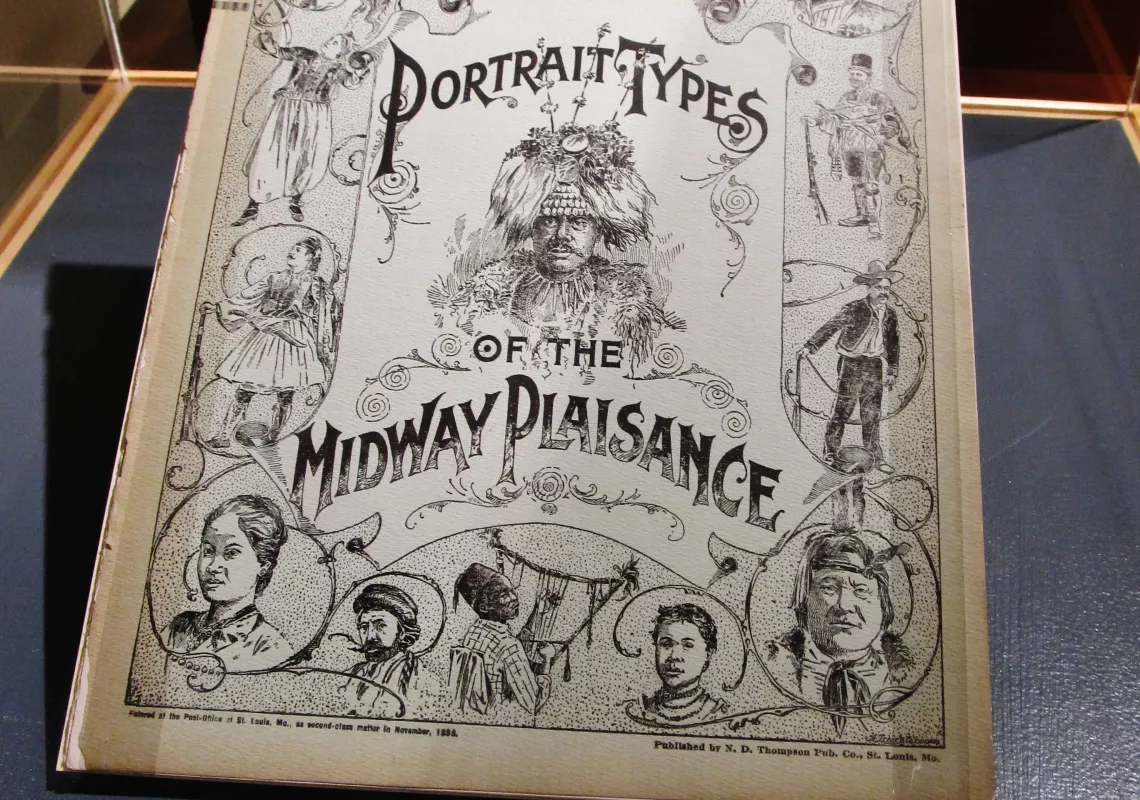 PORTRAIT TYPES
OF THE
MIDWAY PLAISANCE
Entered at the Post-Office at St. Louis, Mo., as second-class matter in November, 1893.
Published by N. D. Thompson Pub. Co., St. Louis, Mo.